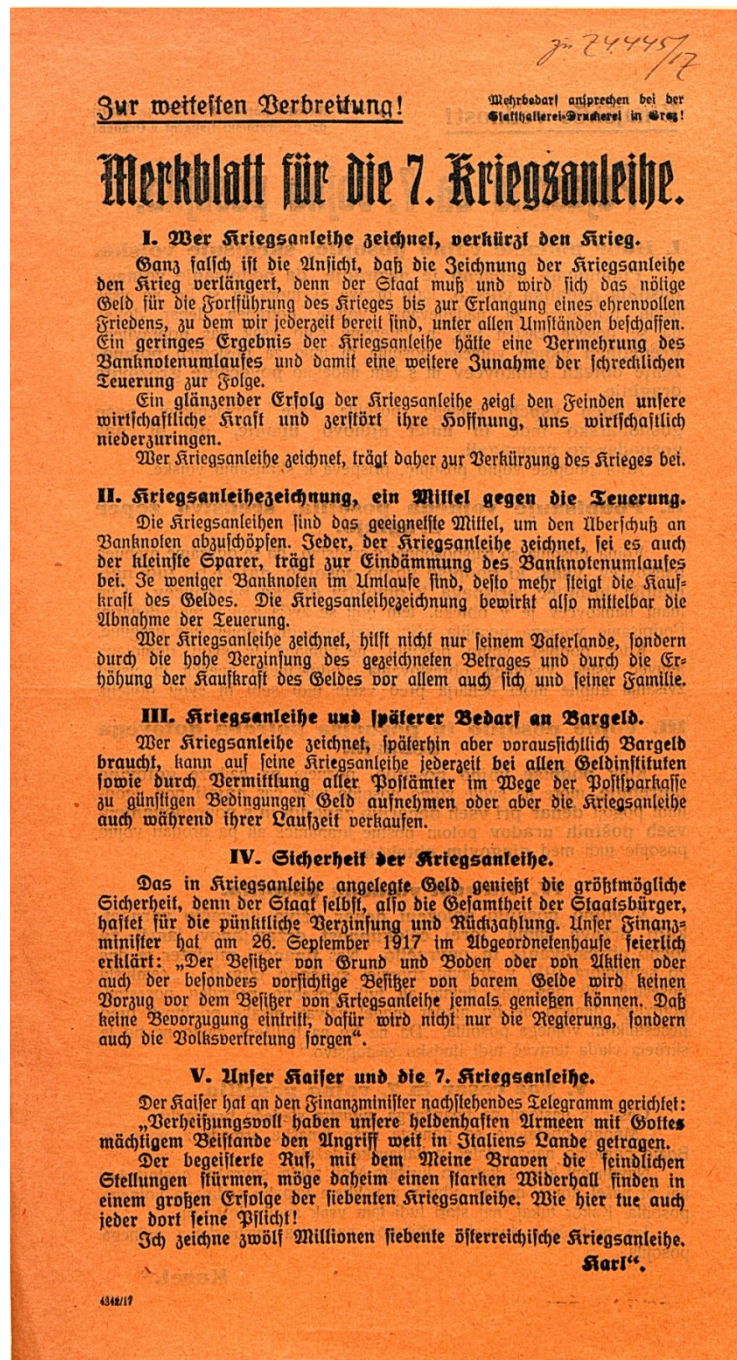 zu 74.445/17
Zur weitesten Verbreitung!
Mehrbedarf ansprechen bei der
Statthalterei-Druckerei in Graz!
Merkblatt für die 7. Kriegsanleihe.
I. Wer Kriegsanleihe zeichnet, verkürzt den Krieg.
Ganz falsch ist die Ansicht, daß die Zeichnung der Kriegsanleihe
den Krieg verlängert, denn der Staat muß und wird sich das nötige
Geld für die Fortführung des Krieges bis zur Erlangung eines ehrenvollen
Friedens, zu dem wir jederzeit bereit sind, unter allen Umständen beschaffen.
Ein geringes Ergebnis der Kriegsanleihe hätte eine Vermehrung des
Banknotenumlaufes und damit eine weitere Zunahme der schrecklichen
Teuerung zur Folge.
Ein glänzender Erfolg der Kriegsanleihe zeigt den Feinden unsere
wirtschaftliche Kraft und zerstört ihre Hoffnung, uns wirtschaftlich
niederzuringen.
Wer Kriegsanleihe zeichnet, trägt daher zur Verkürzung des Krieges bei.
II. Kriegsanleihezeichnung, ein Mittel gegen die Teuerung.
Die Kriegsanleihen sind das geeignetste Mittel, um den Überschuß an
Banknoten abzuschöpfen. Jeder, der Kriegsanleihe zeichnet, sei es auch
der kleinste Sparer, trägt zur Eindämmung des Banknotenumlaufes
bei. Je weniger Banknoten im Umlaufe sind, desto mehr steigt die Kauf-
kraft des Geldes. Die Kriegsanleihezeichnung bewirkt also mittelbar die
Abnahme der Teuerung.
Wer Kriegsanleihe zeichnet, hilft nicht nur seinem Vaterlande, sondern
durch die hohe Verzinsung des gezeichneten Betrages und durch die Er-
höhung der Kaufkraft des Geldes vor allem auch sich und seiner Familie.
III. Kriegsanleihe und späterer Bedarf an Bargeld.
Wer Kriegsanleihe zeichnet, späterhin aber voraussichtlich Bargeld
braucht, kann auf seine Kriegsanleihe jederzeit bei allen Geldinstituten
sowie durch Vermittlung aller Postämter im Wege der Postsparkasse
zu günstigen Bedingungen Geld aufnehmen oder aber die Kriegsanleihe
auch während ihrer Laufzeit verkaufen.
IV. Sicherheit der Kriegsanleihe.
Das in Kriegsanleihe angelegte Geld genießt die größtmögliche
Sicherheit, denn der Staat selbst, also die Gesamtheit der Staatsbürger,
haftet für die pünktliche Verzinsung und Rückzahlung. Unser Finanz-
minister hat am 26. September 1917 im Abgeordnetenhause feierlich
erklärt: „Der Besitzer von Grund und Boden oder von Aktien oder
auch der besonders vorsichtige Besitzer von barem Gelde wird keinen
Vorzug vor dem Besitzer von Kriegsanleihe jemals genießen können. Daß
keine Bevorzugung eintritt, dafür wird nicht nur die Regierung, sondern
auch die Volksvertretung sorgen“.
V. Unser Kaiser und die 7. Kriegsanleihe.
Der Kaiser hat an den Finanzminister nachstehendes Telegramm gerichtet:
„Verheißungsvoll haben unsere heldenhaften Armeen mit Gottes
mächtigem Beistande den Angriff weit in Italiens Lande getragen.
Der begeisterte Ruf, mit dem Meine Braven die feindlichen
Stellungen stürmen, möge daheim einen starken Widerhall finden in
einem großen Erfolge der siebenten Kriegsanleihe. Wie hier tue auch
jeder dort seine Pflicht!
Ich zeichne zwölf Millionen siebente österreichische Kriegsanleihe.
Karl“.
4342/17